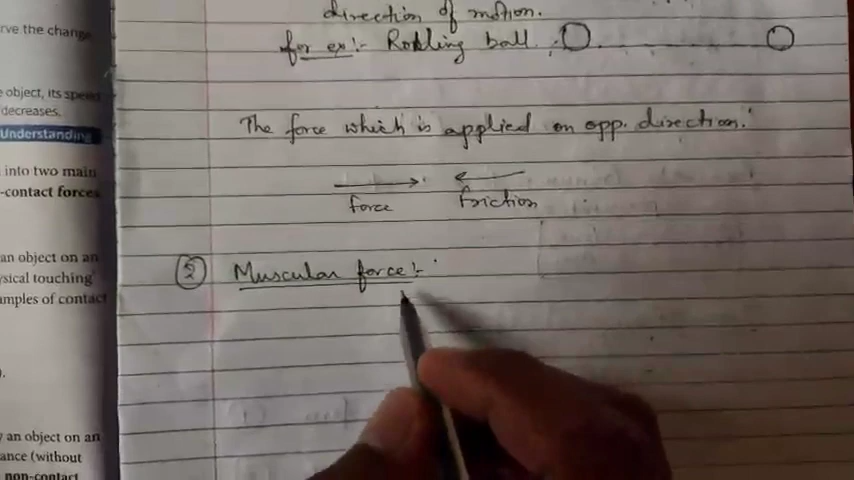 direction of motion.
for ex:- Rolling ball.
The force which is applied on opp. direction.
force friction
② Muscular force :-
rve the change
object, its speed
decreases.
Understanding
into two main
-contact forces
an object on an
ysical touching
amples of contact
).
y an object on an
ance (without
non-contact